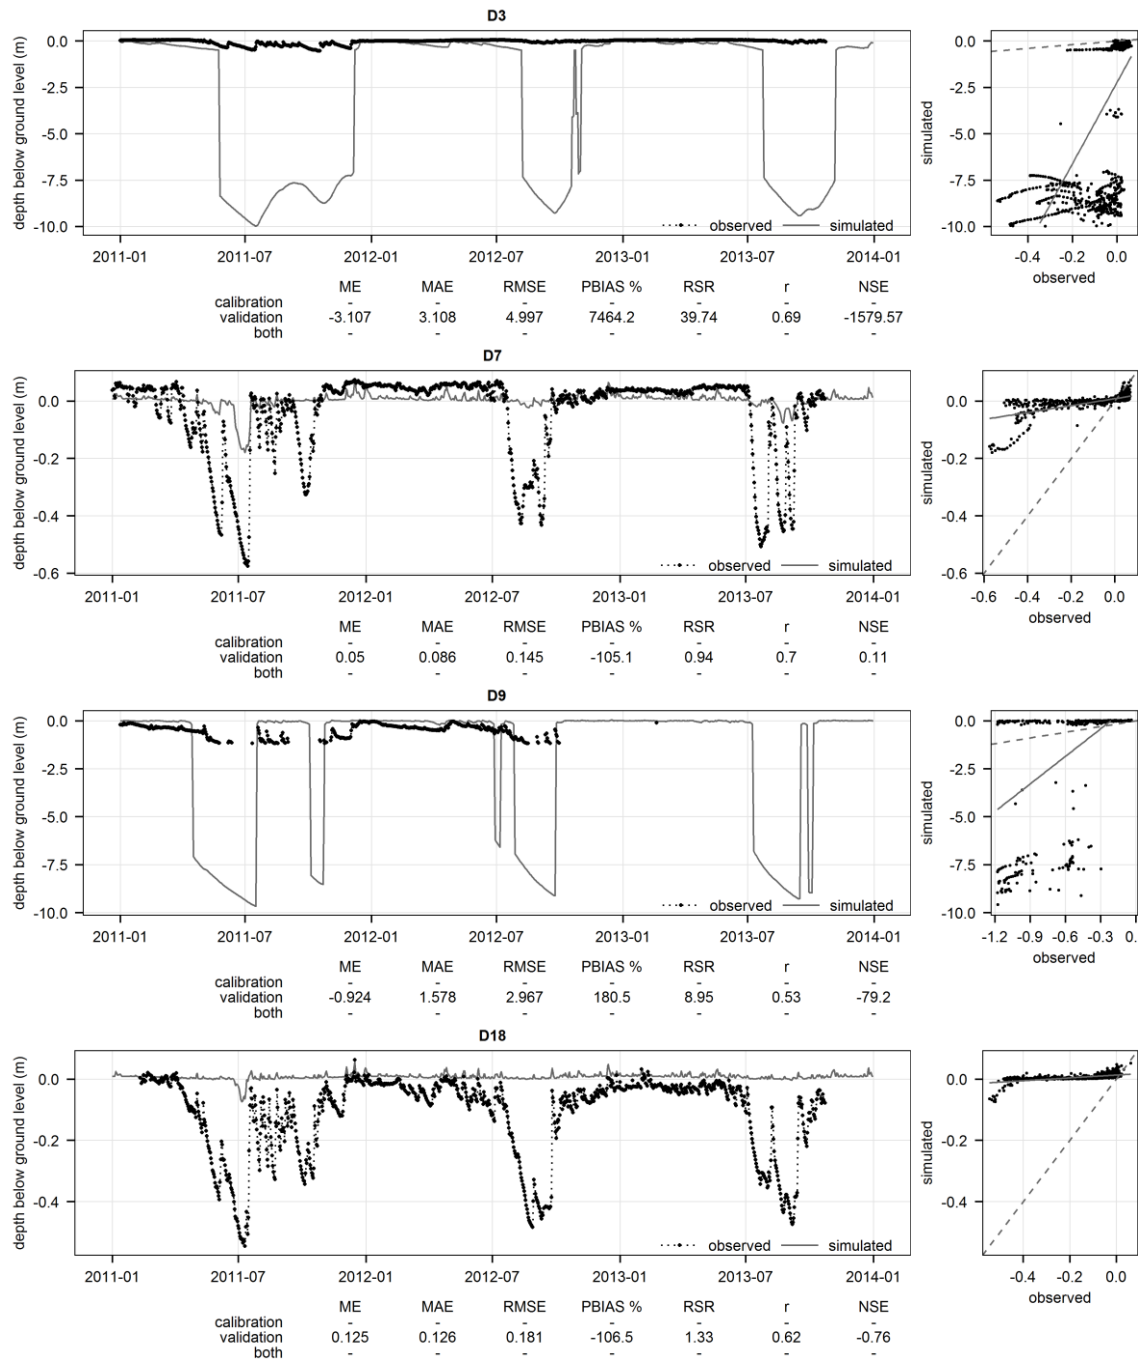 D3
depth below ground level (m)
0.0
-2.5
-5.0
-7.5
-10.0
observed simulated
2011-01 2011-07 2012-01 2012-07 2013-01 2013-07 2014-01
simulated
0.0
-2.5
-5.0
-7.5
-10.0
-0.4 -0.2 0.0
observed
ME MAE RMSE PBIAS % RSR r NSE
calibration - - - - - - -
validation -3.107 3.108 4.997 7464.2 39.74 0.69 -1579.57
both - - - - - - -
D7
depth below ground level (m)
0.0
-0.2
-0.4
-0.6
observed simulated
2011-01 2011-07 2012-01 2012-07 2013-01 2013-07 2014-01
simulated
0.0
-0.2
-0.4
-0.6
-0.6 -0.4 -0.2 0.0
observed
ME MAE RMSE PBIAS % RSR r NSE
calibration - - - - - - -
validation 0.05 0.086 0.145 -105.1 0.94 0.7 0.11
both - - - - - - -
D9
depth below ground level (m)
0.0
-2.5
-5.0
-7.5
-10.0
observed simulated
2011-01 2011-07 2012-01 2012-07 2013-01 2013-07 2014-01
simulated
0.0
-2.5
-5.0
-7.5
-10.0
-1.2 -0.9 -0.6 -0.3 0.
observed
ME MAE RMSE PBIAS % RSR r NSE
calibration - - - - - - -
validation -0.924 1.578 2.967 180.5 8.95 0.53 -79.2
both - - - - - - -
D18
depth below ground level (m)
0.0
-0.2
-0.4
observed simulated
2011-01 2011-07 2012-01 2012-07 2013-01 2013-07 2014-01
simulated
0.0
-0.2
-0.4
-0.4 -0.2 0.0
observed
ME MAE RMSE PBIAS % RSR r NSE
calibration - - - - - - -
validation 0.125 0.126 0.181 -106.5 1.33 0.62 -0.76
both - - - - - - -